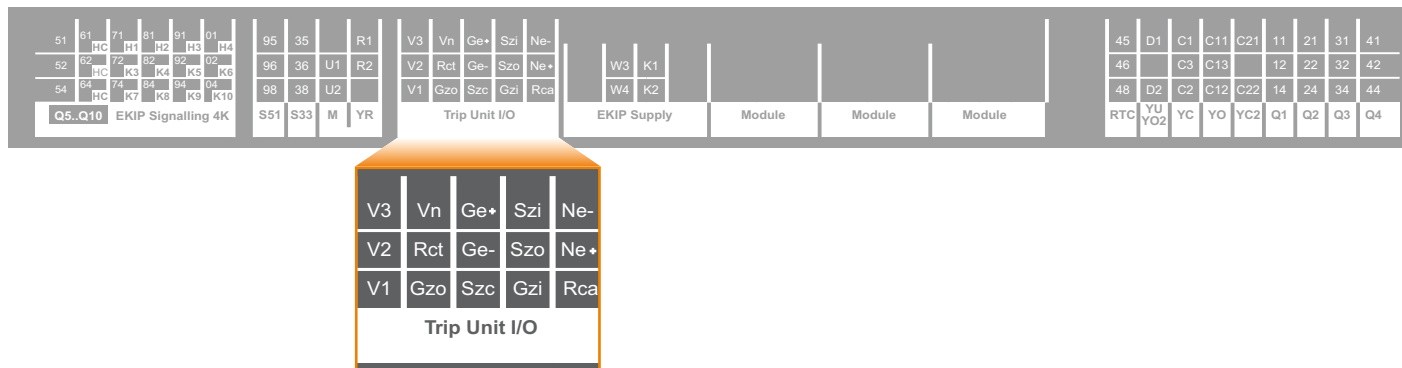 51 61 HC 71 H1 81 H2 91 H3 01 H4 95 35 R1 V3 Vn Ge+ Szi Ne- 45 D1 C1 C11 C21 11 21 31 41
52 62 HC 72 K3 82 K4 92 K5 02 K6 96 36 U1 R2 V2 Rct Ge- Szo Ne+ W3 K1 46 C3 C13 12 22 32 42
54 64 HC 74 K7 84 K8 94 K9 04 K10 98 38 U2 V1 Gzo Szc Gzi Rca W4 K2 48 D2 C2 C12 C22 14 24 34 44
Q5..Q10 EKIP Signalling 4K S51 S33 M YR Trip Unit I/O EKIP Supply Module Module Module RTC YU YO2 YC YO YC2 Q1 Q2 Q3 Q4
V3 Vn Ge+ Szi Ne-
V2 Rct Ge- Szo Ne+
V1 Gzo Szc Gzi Rca
Trip Unit I/O